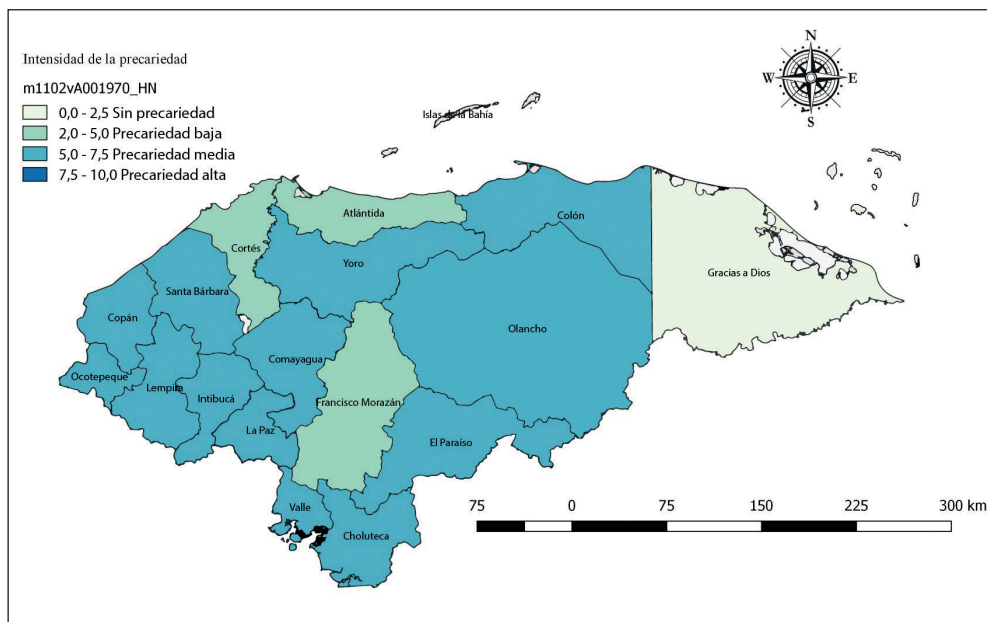 Intensidad de la precariedad
m1102vA001970_HN
0,0 - 2,5 Sin precariedad
2,0 - 5,0 Precariedad baja
5,0 - 7,5 Precariedad media
7,5 - 10,0 Precariedad alta
N
W E
S
Islas de la Bahía
Atlántida
Colón
Cortés
Yoro
Gracias a Dios
Santa Bárbara
Copán
Olancho
Comayagua
Ocotepeque
Lempira
Intibucá
Francisco Morazán
La Paz
El Paraíso
Valle
Choluteca
75 0 75 150 225 300 km